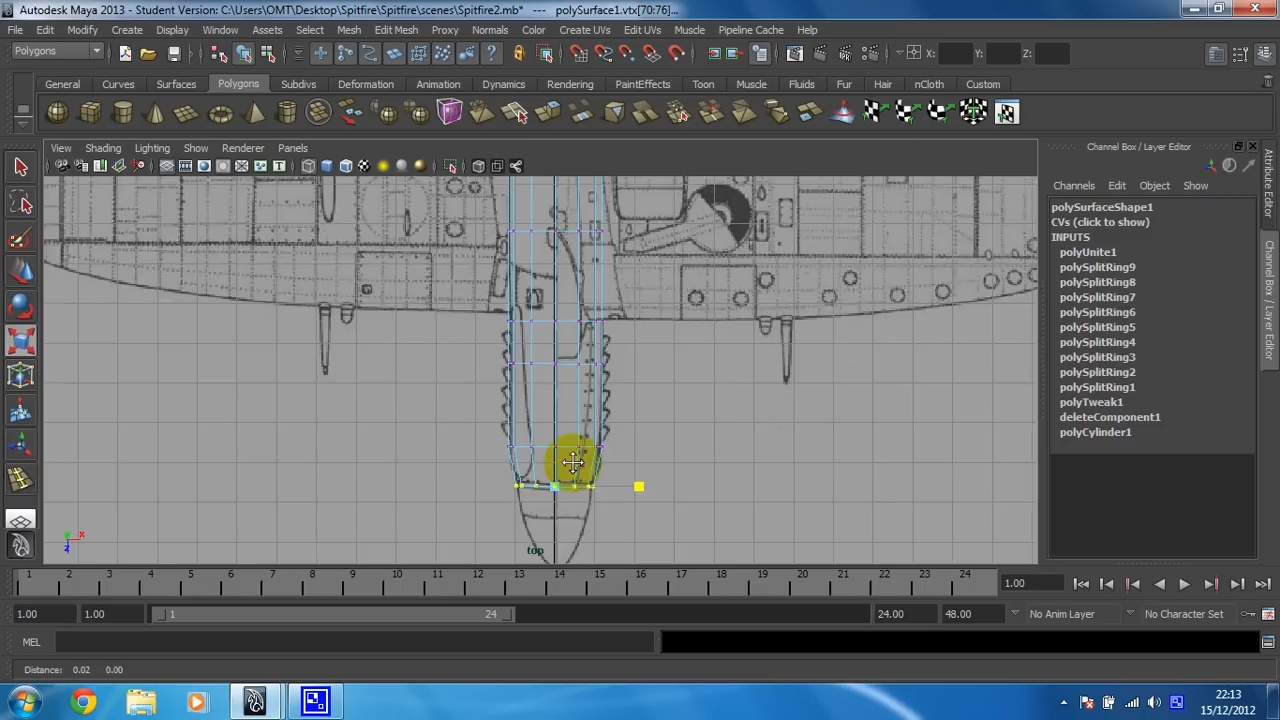 Autodesk Maya 2013 - Student Version: C:\Users\OMT\Desktop\Spitfire\Spitfire\scenes\Spitfire2.mb* --- polySurface1.vtx[70:76]...
File Edit Modify Create Display Window Assets Select Mesh Edit Mesh Proxy Normals Color Create UVs Edit UVs Muscle Pipeline Cache Help
Polygons X: Y: Z:
General Curves Surfaces Polygons Subdivs Deformation Animation Dynamics Rendering PaintEffects Toon Muscle Fluids Fur Hair nCloth Custom
View Shading Lighting Show Renderer Panels
Channel Box / Layer Editor
Channels Edit Object Show
polySurfaceShape1
CVs (click to show)
INPUTS
polyUnite1
polySplitRing9
polySplitRing8
polySplitRing7
polySplitRing6
polySplitRing5
polySplitRing4
polySplitRing3
polySplitRing2
polySplitRing1
polyTweak1
deleteComponent1
polyCylinder1
Attribute Editor
Channel Box / Layer Editor
y x
z
top
1 2 3 4 5 6 7 8 9 10 11 12 13 14 15 16 17 18 19 20 21 22 23 24 1.00
1.00 1.00 1 24 24.00 48.00 No Anim Layer No Character Set
MEL
Distance: 0.02 0.00
22:13
15/12/2012